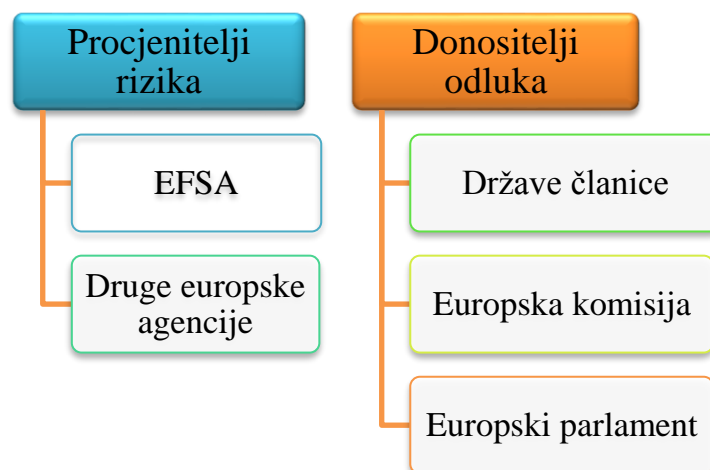 Procjenitelji
rizika
EFSA
Druge europske
agencije
Donositelji
odluka
Države članice
Europska komisija
Europski parlament